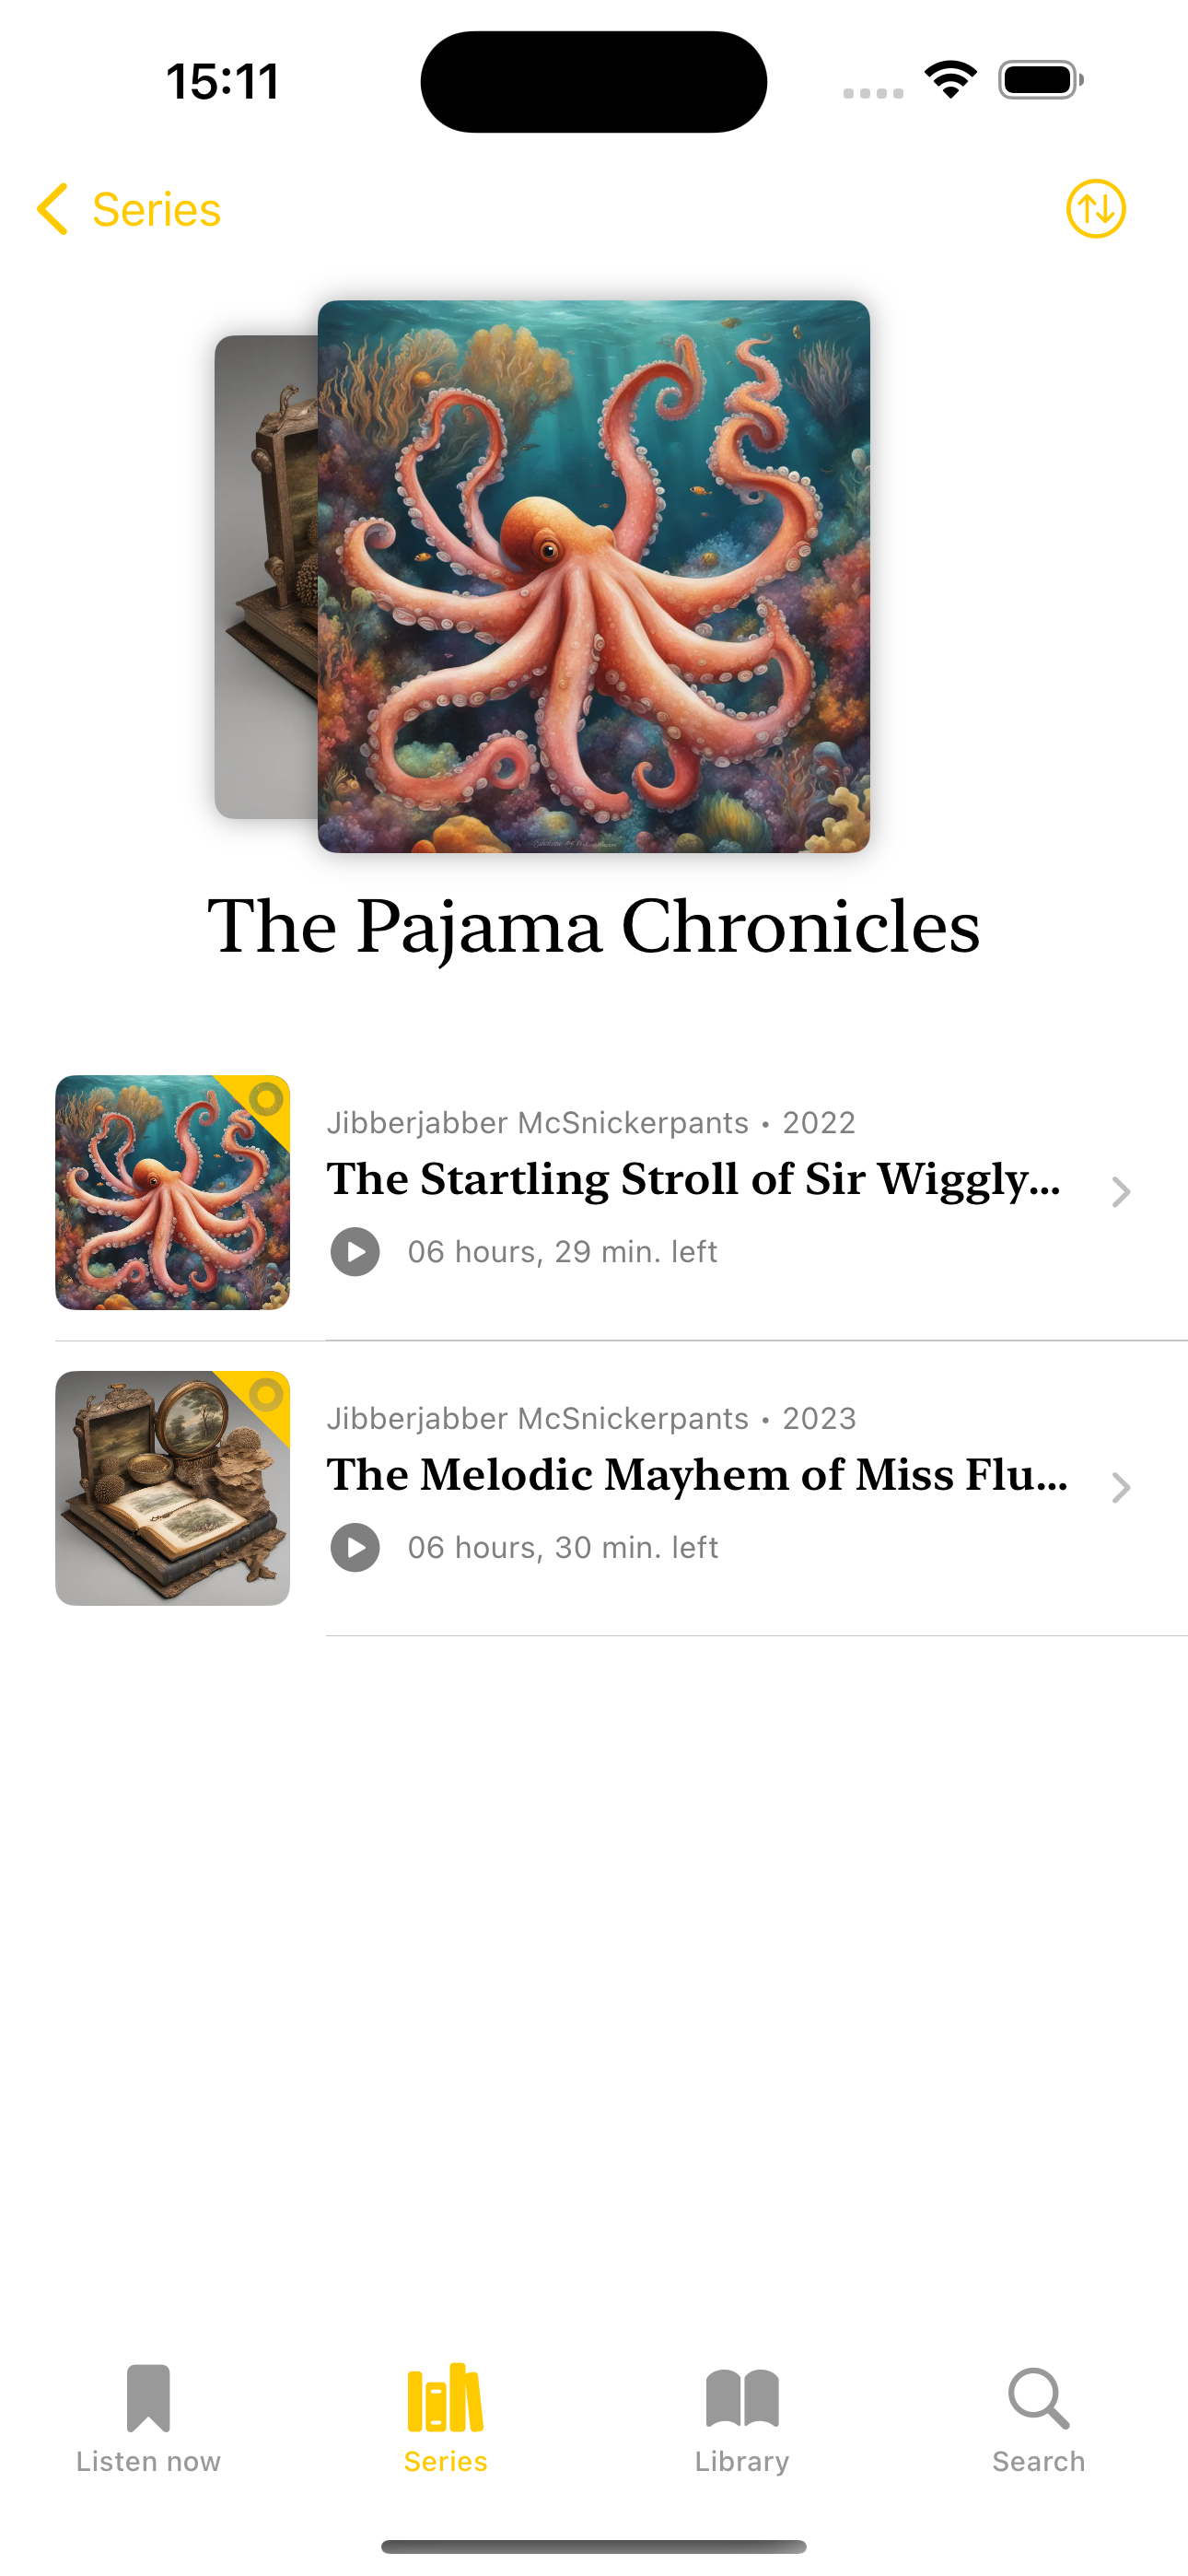 15:11
Series
The Pajama Chronicles
Jibberjabber McSnickerpants • 2022
The Startling Stroll of Sir Wiggly...
06 hours, 29 min. left
Jibberjabber McSnickerpants • 2023
The Melodic Mayhem of Miss Flu...
06 hours, 30 min. left
Listen now
Series
Library
Search